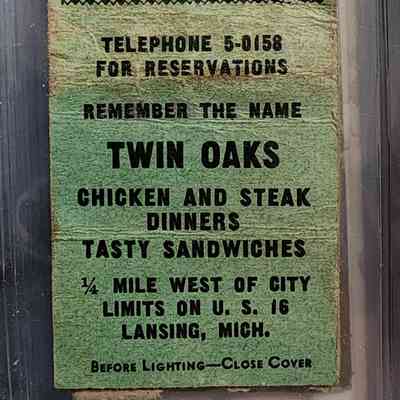 TELEPHONE 5-0158
FOR RESERVATIONS
REMEMBER THE NAME
TWIN OAKS
CHICKEN AND STEAK
DINNERS
TASTY SANDWICHES
¼ MILE WEST OF CITY
LIMITS ON U. S. 16
LANSING, MICH.
BEFORE LIGHTING—CLOSE COVER